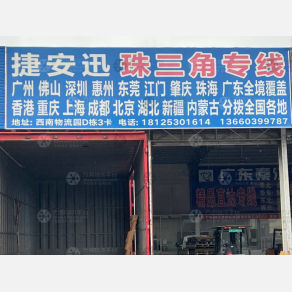 捷安迅 珠三角专线
广州 佛山 深圳 惠州 东莞 江门 肇庆 珠海 广东全境覆盖
香港 重庆 上海 成都 北京 湖北 新疆 内蒙古 分拨全国各地
地址：西南物流园D栋3卡 电话：18125301614 13660399787